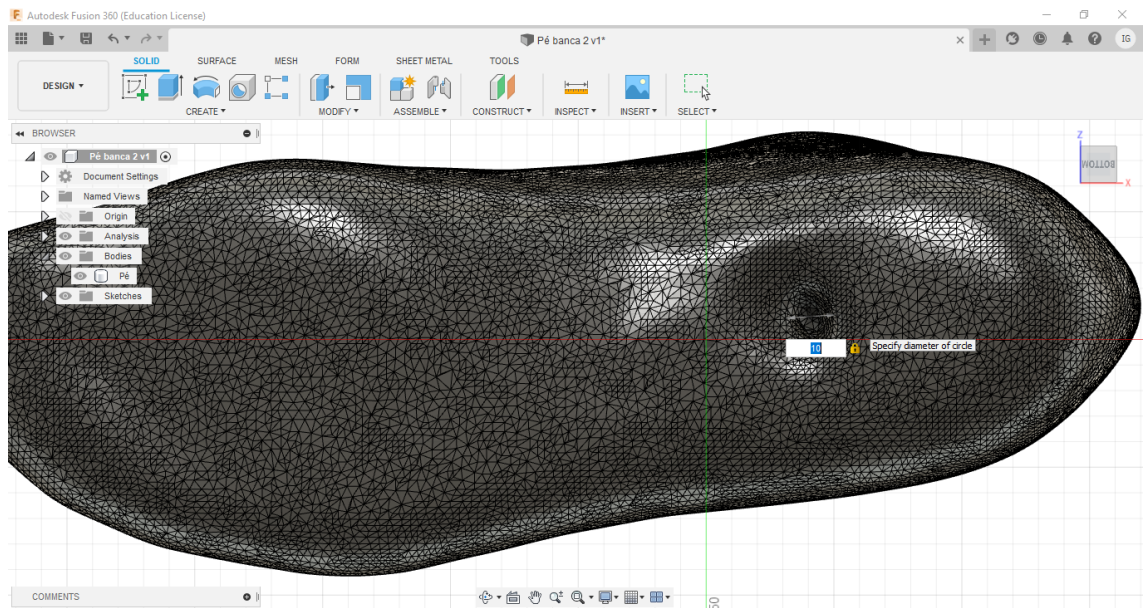 Autodesk Fusion 360 (Education License)
Pé banca 2 v1*
IG
SOLID SURFACE MESH FORM SHEET METAL TOOLS
DESIGN
CREATE MODIFY ASSEMBLE CONSTRUCT INSPECT INSERT SELECT
BROWSER
Pé banca 2 v1
Document Settings
Named Views
Origin
Analysis
Bodies
Pé
Sketches
Z
BOTTOM
X
10
Specify diameter of circle
COMMENTS
50